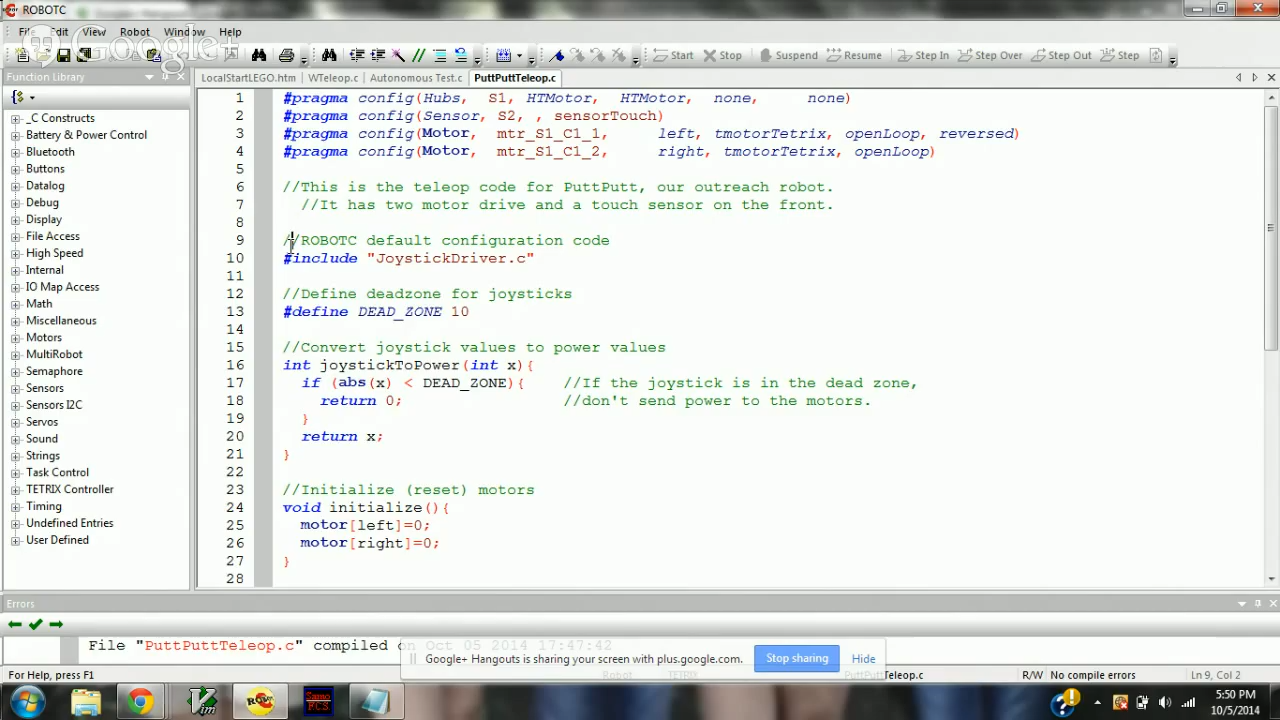 ROBOTC
File Edit View Robot Window Help
Google+
Start Stop Suspend Resume Step In Step Over Step Out Step
Function Library
LocalStartLEGO.htm WTeleop.c Autonomous Test.c PuttPuttTeleop.c
_C Constructs
Battery & Power Control
Bluetooth
Buttons
Datalog
Debug
Display
File Access
High Speed
Internal
IO Map Access
Math
Miscellaneous
Motors
MultiRobot
Semaphore
Sensors
Sensors I2C
Servos
Sound
Strings
Task Control
TETRIX Controller
Timing
Undefined Entries
User Defined
1 #pragma config(Hubs, S1, HTMotor, HTMotor, none, none)
2 #pragma config(Sensor, S2, , sensorTouch)
3 #pragma config(Motor, mtr_S1_C1_1, left, tmotorTetrix, openLoop, reversed)
4 #pragma config(Motor, mtr_S1_C1_2, right, tmotorTetrix, openLoop)
5
6 //This is the teleop code for PuttPutt, our outreach robot.
7 //It has two motor drive and a touch sensor on the front.
8
9 //ROBOTC default configuration code
10 #include "JoystickDriver.c"
11
12 //Define deadzone for joysticks
13 #define DEAD_ZONE 10
14
15 //Convert joystick values to power values
16 int joystickToPower(int x){
17 if (abs(x) < DEAD_ZONE){ //If the joystick is in the dead zone,
18 return 0; //don't send power to the motors.
19 }
20 return x;
21 }
22
23 //Initialize (reset) motors
24 void initialize(){
25 motor[left]=0;
26 motor[right]=0;
27 }
28
Errors
File "PuttPuttTeleop.c" compiled on Oct 05 2014 17:47:42
Google+ Hangouts is sharing your screen with plus.google.com. Stop sharing Hide
For Help, press F1 Robot TETRIX PuttPuttTeleop.c R/W No compile errors Ln 9, Col 2
5:50 PM
10/5/2014